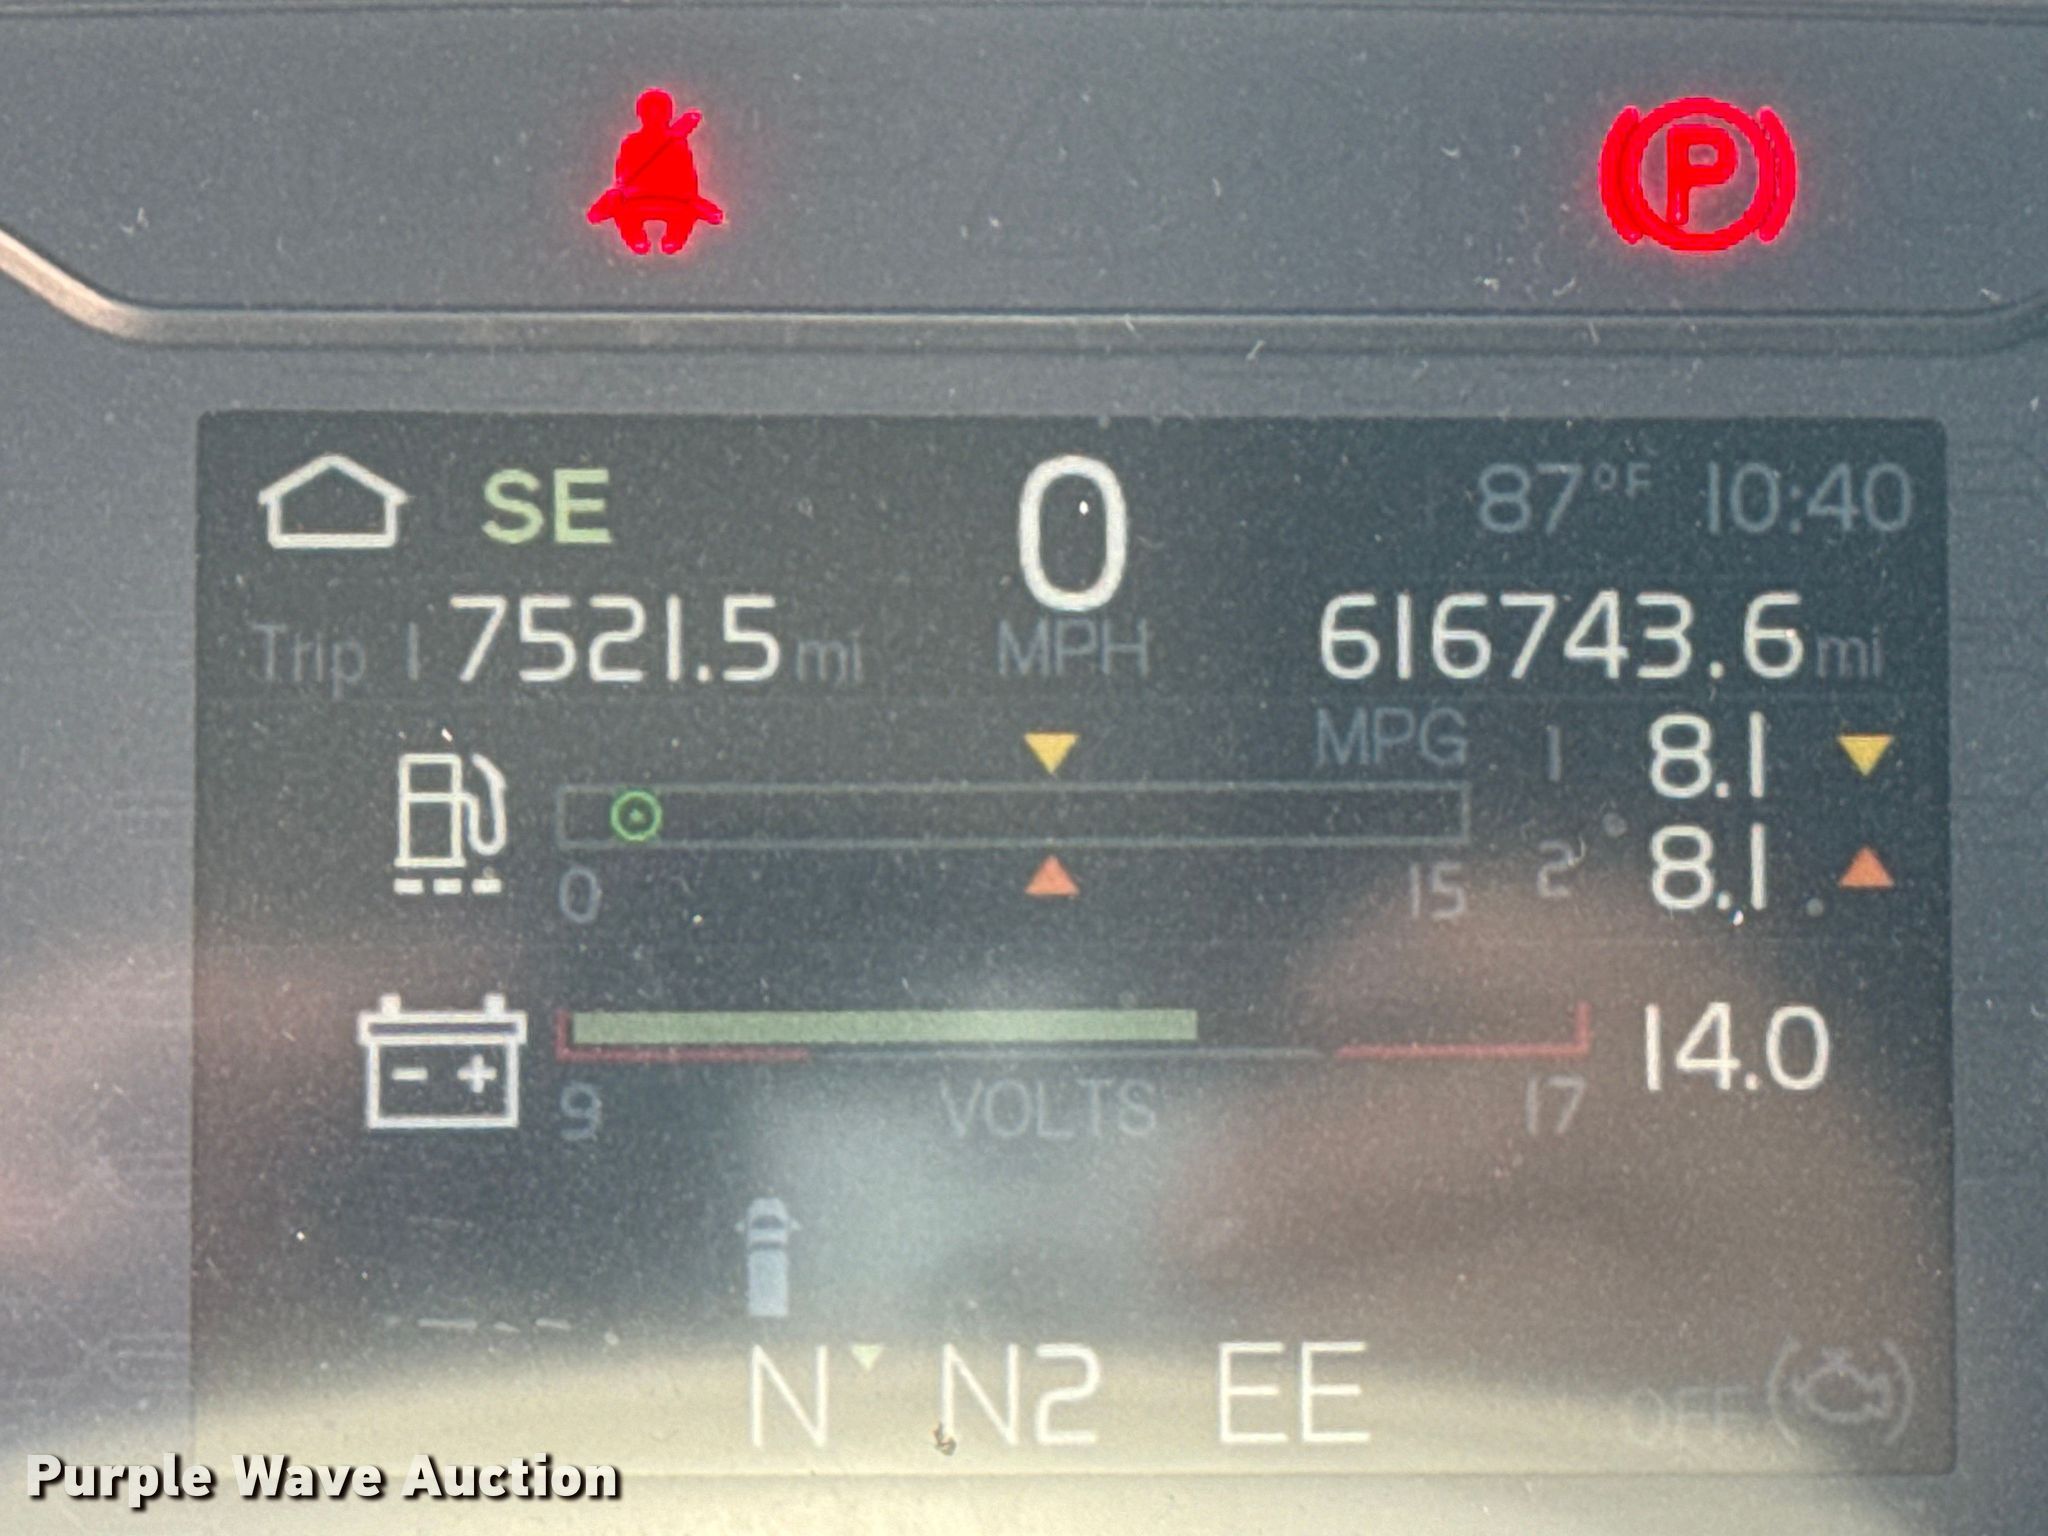 P
SE 0 87°F 10:40
Trip 1 7521.5 mi MPH 616743.6 mi
MPG 1 8.1
0 15 2 8.1
14.0
9 VOLTS 17
N N2 EE OFF
Purple Wave Auction